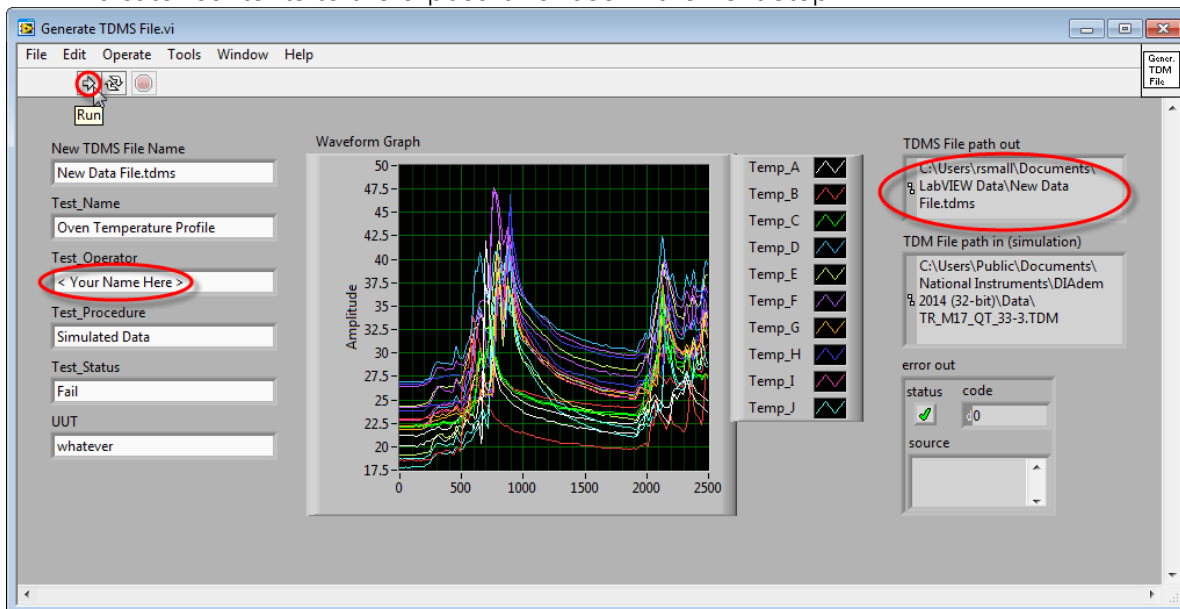 Generate TDMS File.vi
File Edit Operate Tools Window Help
Gener.
TDM
File
Run
New TDMS File Name
New Data File.tdms
Test_Name
Oven Temperature Profile
Test_Operator
< Your Name Here >
Test_Procedure
Simulated Data
Test_Status
Fail
UUT
whatever
Waveform Graph
Amplitude
50
47.5
45
42.5
40
37.5
35
32.5
30
27.5
25
22.5
20
17.5
0 500 1000 1500 2000 2500
Temp_A
Temp_B
Temp_C
Temp_D
Temp_E
Temp_F
Temp_G
Temp_H
Temp_I
Temp_J
TDMS File path out
C:\Users\rsmall\Documents\
LabVIEW Data\New Data
File.tdms
TDM File path in (simulation)
C:\Users\Public\Documents\
National Instruments\DIAdem
2014 (32-bit)\Data\
TR_M17_QT_33-3.TDM
error out
status code
d0
source